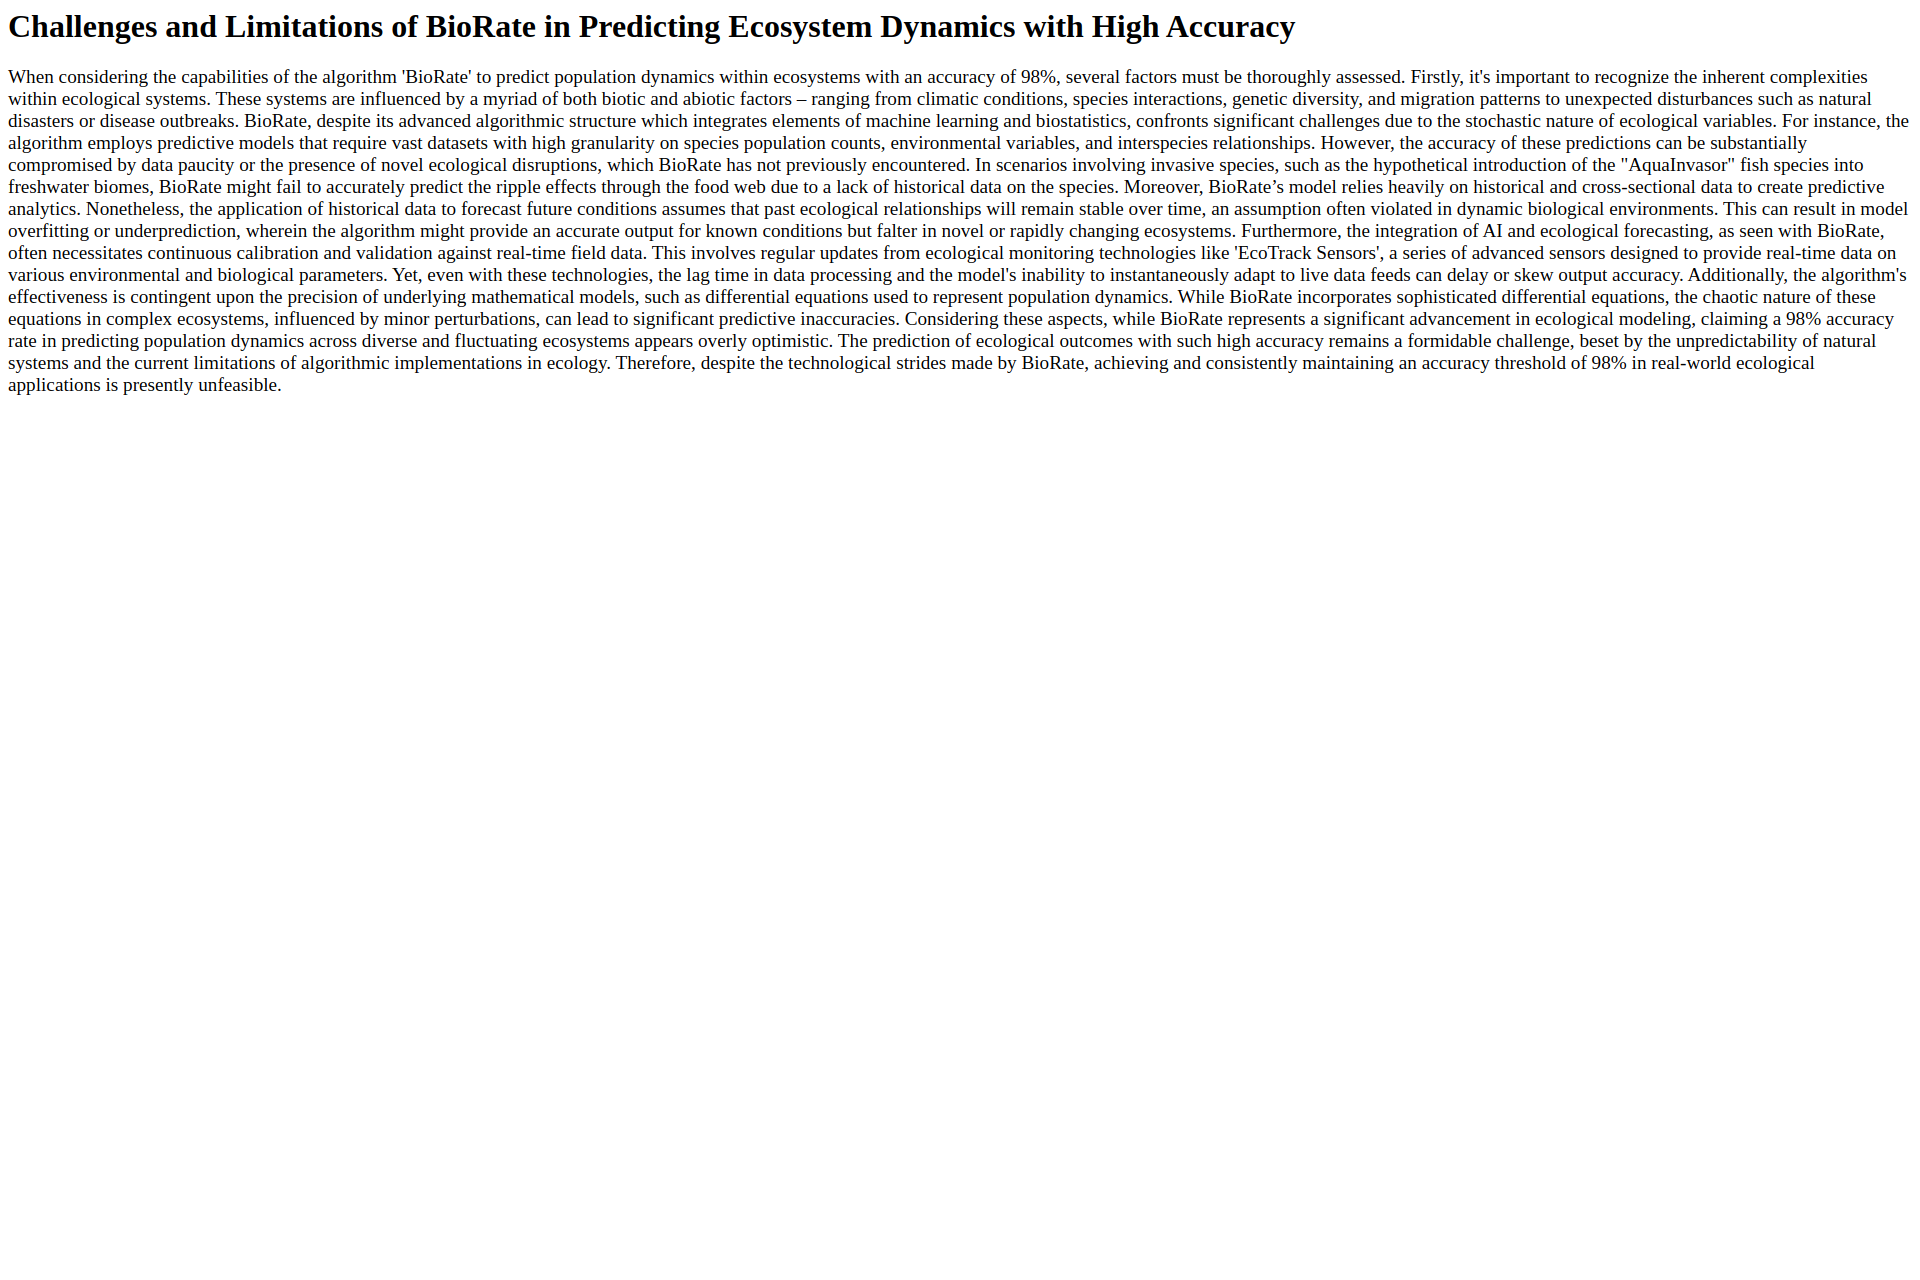 Challenges and Limitations of BioRate in Predicting Ecosystem Dynamics with High Accuracy
When considering the capabilities of the algorithm 'BioRate' to predict population dynamics within ecosystems with an accuracy of 98%, several factors must be thoroughly assessed. Firstly, it's important to recognize the inherent complexities
within ecological systems. These systems are influenced by a myriad of both biotic and abiotic factors – ranging from climatic conditions, species interactions, genetic diversity, and migration patterns to unexpected disturbances such as natural
disasters or disease outbreaks. BioRate, despite its advanced algorithmic structure which integrates elements of machine learning and biostatistics, confronts significant challenges due to the stochastic nature of ecological variables. For instance, the
algorithm employs predictive models that require vast datasets with high granularity on species population counts, environmental variables, and interspecies relationships. However, the accuracy of these predictions can be substantially
compromised by data paucity or the presence of novel ecological disruptions, which BioRate has not previously encountered. In scenarios involving invasive species, such as the hypothetical introduction of the "AquaInvasor" fish species into
freshwater biomes, BioRate might fail to accurately predict the ripple effects through the food web due to a lack of historical data on the species. Moreover, BioRate’s model relies heavily on historical and cross-sectional data to create predictive
analytics. Nonetheless, the application of historical data to forecast future conditions assumes that past ecological relationships will remain stable over time, an assumption often violated in dynamic biological environments. This can result in model
overfitting or underprediction, wherein the algorithm might provide an accurate output for known conditions but falter in novel or rapidly changing ecosystems. Furthermore, the integration of AI and ecological forecasting, as seen with BioRate,
often necessitates continuous calibration and validation against real-time field data. This involves regular updates from ecological monitoring technologies like 'EcoTrack Sensors', a series of advanced sensors designed to provide real-time data on
various environmental and biological parameters. Yet, even with these technologies, the lag time in data processing and the model's inability to instantaneously adapt to live data feeds can delay or skew output accuracy. Additionally, the algorithm's
effectiveness is contingent upon the precision of underlying mathematical models, such as differential equations used to represent population dynamics. While BioRate incorporates sophisticated differential equations, the chaotic nature of these
equations in complex ecosystems, influenced by minor perturbations, can lead to significant predictive inaccuracies. Considering these aspects, while BioRate represents a significant advancement in ecological modeling, claiming a 98% accuracy
rate in predicting population dynamics across diverse and fluctuating ecosystems appears overly optimistic. The prediction of ecological outcomes with such high accuracy remains a formidable challenge, beset by the unpredictability of natural
systems and the current limitations of algorithmic implementations in ecology. Therefore, despite the technological strides made by BioRate, achieving and consistently maintaining an accuracy threshold of 98% in real-world ecological
applications is presently unfeasible.